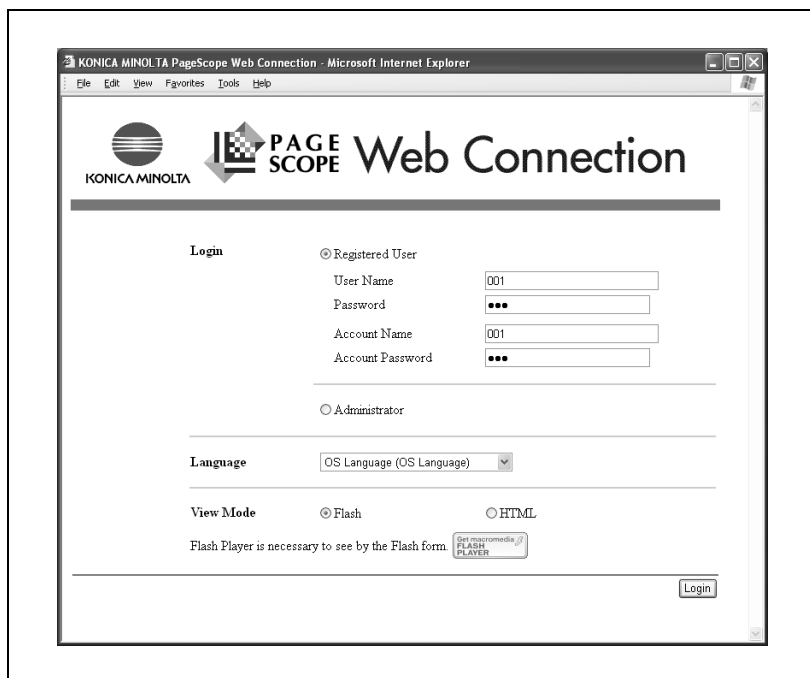 KONICA MINOLTA PageScope Web Connection - Microsoft Internet Explorer
File Edit View Favorites Tools Help
KONICA MINOLTA
PAGE SCOPE Web Connection
Login
Registered User
User Name 001
Password •••
Account Name 001
Account Password •••
Administrator
Language OS Language (OS Language)
View Mode Flash HTML
Flash Player is necessary to see by the Flash form. Get macromedia FLASH PLAYER
Login